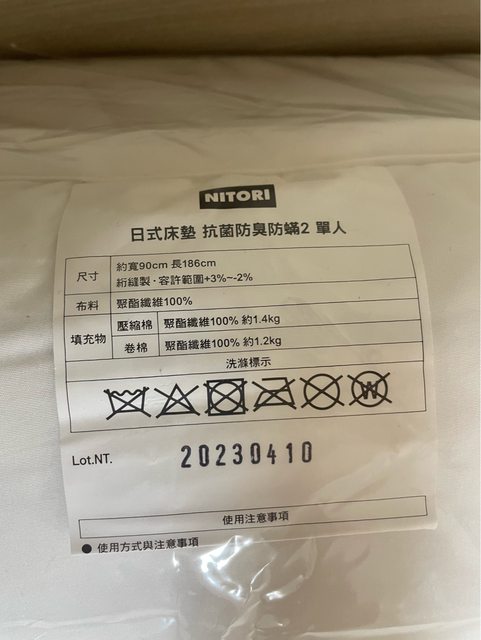 NITORI
日式床墊 抗菌防臭防蟎2 單人
尺寸 約寬90cm 長186cm
絎縫製・容許範圍+3%~-2%
布料 聚酯纖維100%
填充物 壓縮棉 聚酯纖維100% 約1.4kg
卷棉 聚酯纖維100% 約1.2kg
洗滌標示
W
Lot.NT. 20230410
使用注意事項
● 使用方式與注意事項